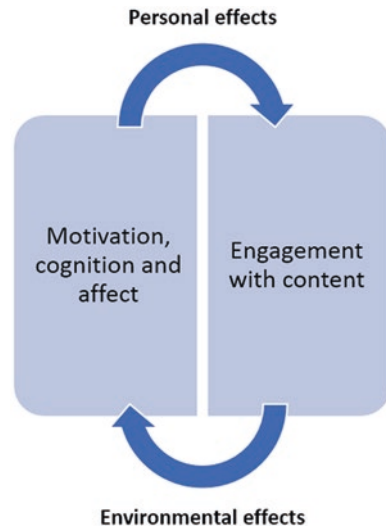 Personal effects
Motivation,
cognition and
affect
Engagement
with content
Environmental effects